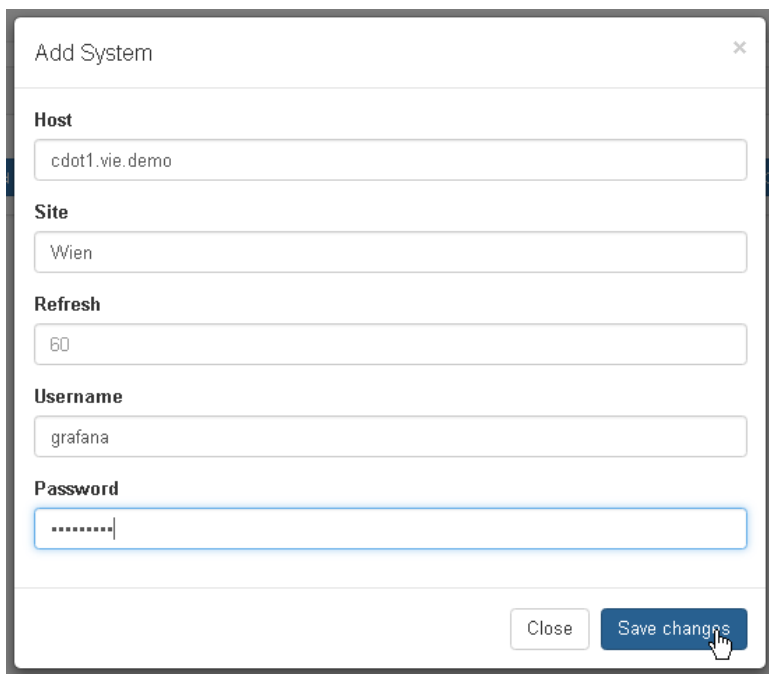 Add System ×
Host
cdot1.vie.demo
Site
Wien
Refresh
60
Username
grafana
Password
•••••••••
Close Save changes